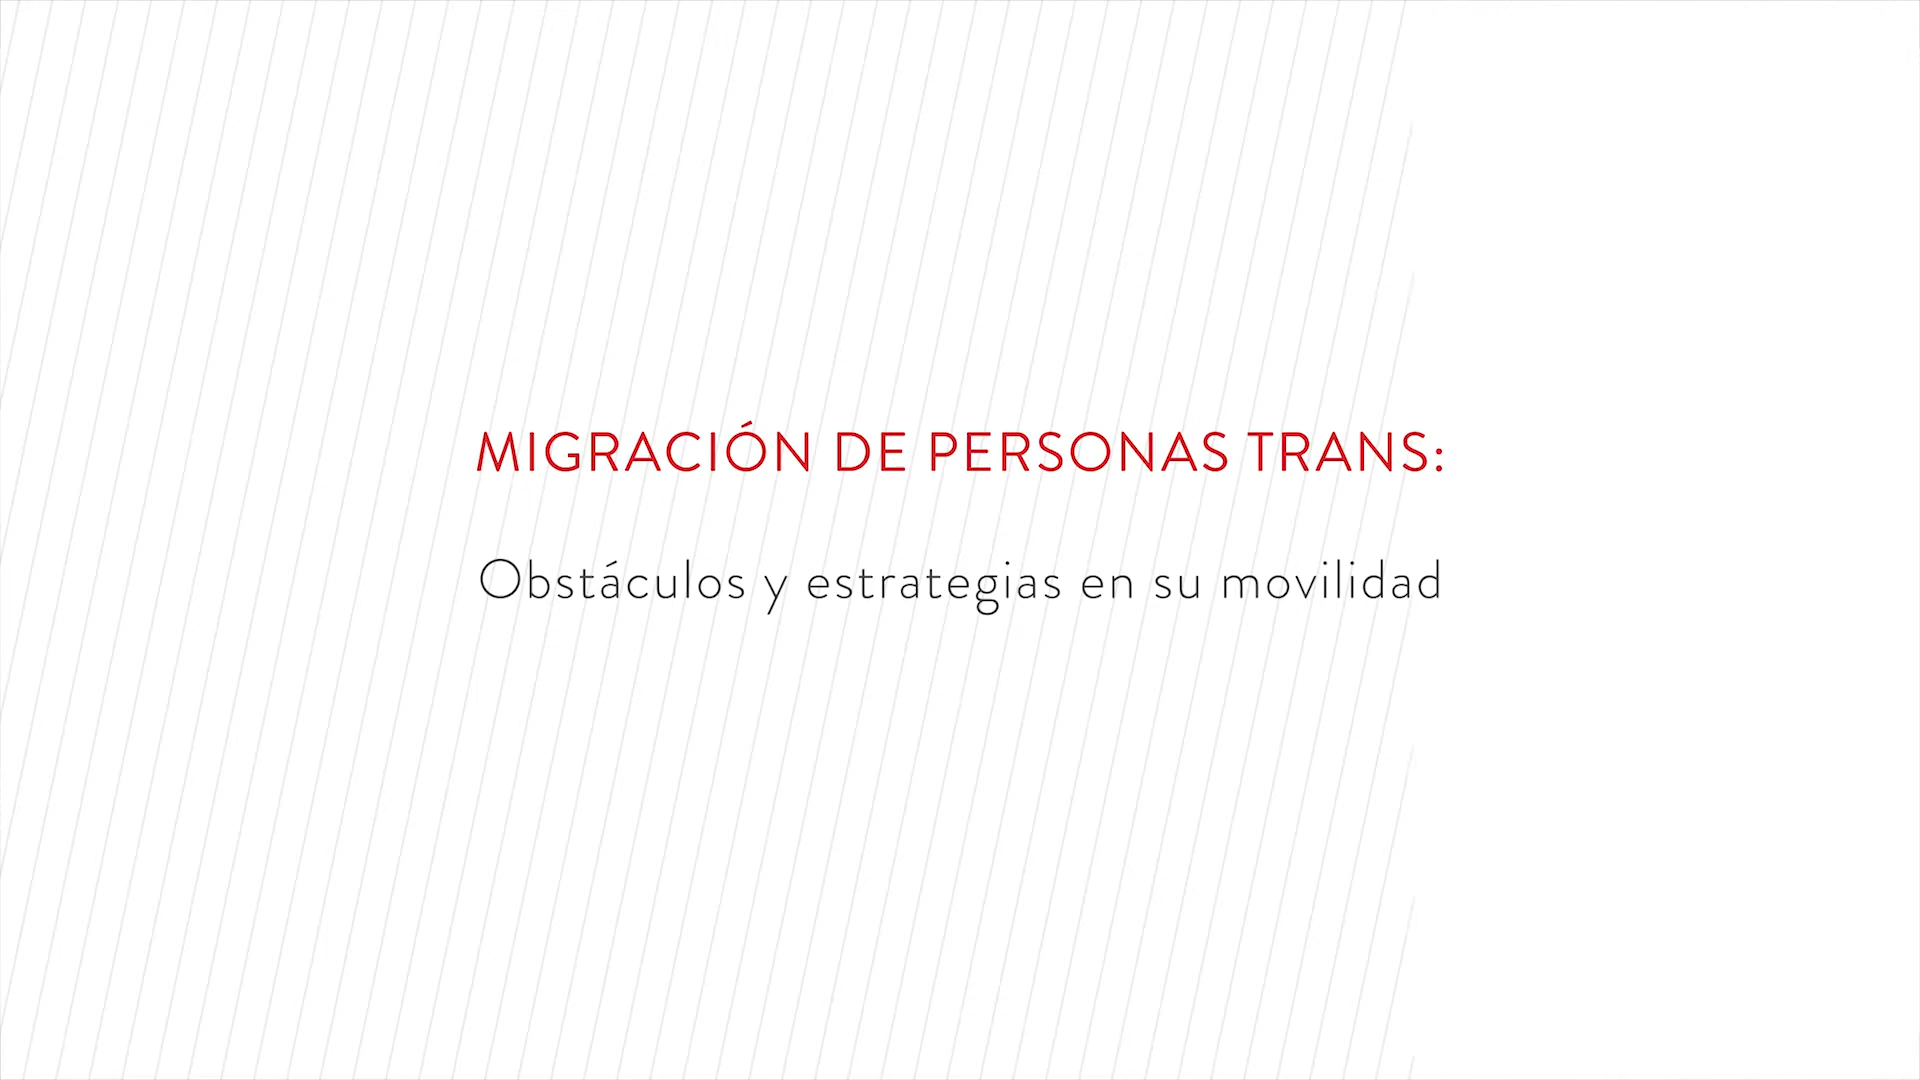 MIGRACIÓN DE PERSONAS TRANS:
Obstáculos y estrategias en su movilidad